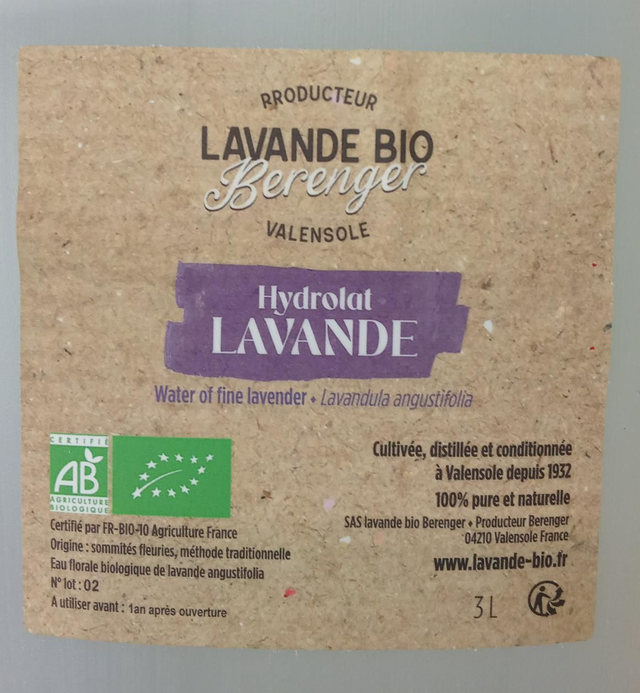 PRODUCTEUR
LAVANDE BIO
Berenger
VALENSOLE
Hydrolat
LAVANDE
Water of fine lavender • Lavandula angustifolia
CERTIFIÉ
AB
AGRICULTURE
BIOLOGIQUE
Certifié par FR-BIO-10 Agriculture France
Origine : sommités fleuries, méthode traditionnelle
Eau florale biologique de lavande angustifolia
N° lot : 02
A utiliser avant : 1an après ouverture
Cultivée, distillée et conditionnée
à Valensole depuis 1932
100% pure et naturelle
SAS lavande bio Berenger • Producteur Berenger
04210 Valensole France
www.lavande-bio.fr
3L